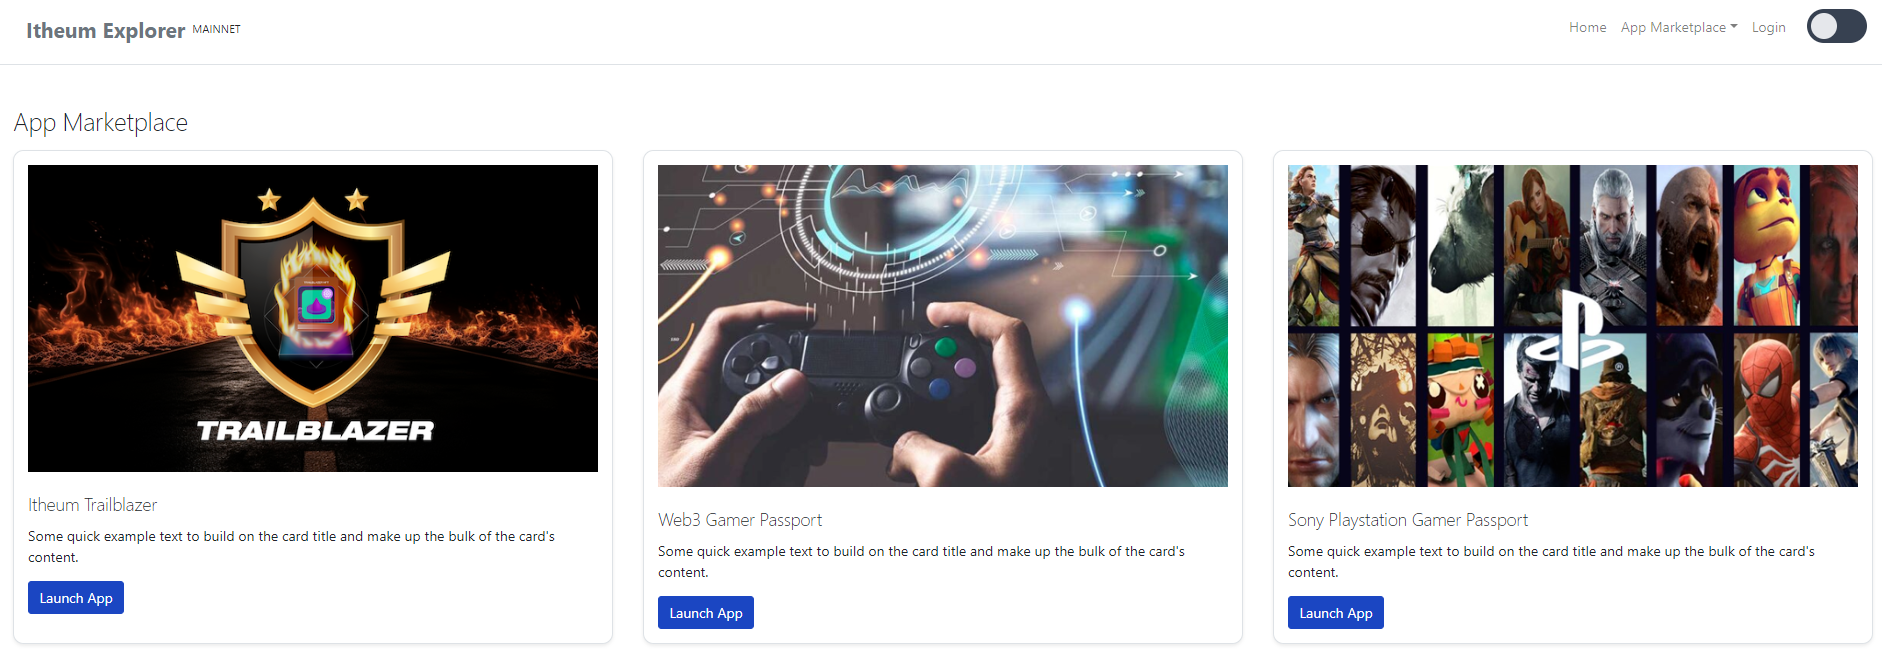 Itheum Explorer MAINNET
Home App Marketplace Login
App Marketplace
TRAILBLAZER
Itheum Trailblazer
Some quick example text to build on the card title and make up the bulk of the card's
content.
Launch App
Web3 Gamer Passport
Some quick example text to build on the card title and make up the bulk of the card's
content.
Launch App
Sony Playstation Gamer Passport
Some quick example text to build on the card title and make up the bulk of the card's
content.
Launch App